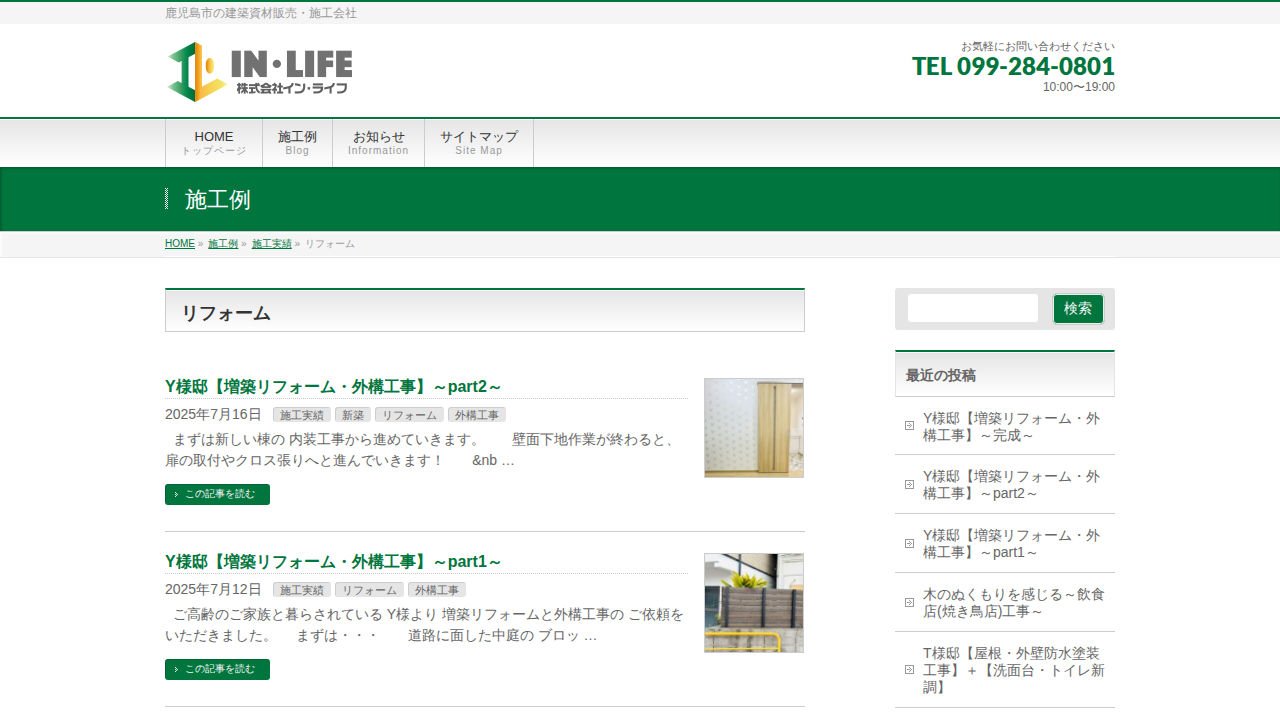 鹿児島市の建築資材販売・施工会社
IN・LIFE
株式会社イン・ライフ
お気軽にお問い合わせください
TEL 099-284-0801
10:00〜19:00
HOME 施工例 お知らせ サイトマップ
トップページ Blog Information Site Map
施工例
HOME » 施工例 » 施工実績 » リフォーム
リフォーム
Y様邸【増築リフォーム・外構工事】～part2～
2025年7月16日 施工実績 新築 リフォーム 外構工事
まずは新しい棟の 内装工事から進めていきます。 壁面下地作業が終わると、
扉の取付やクロス張りへと進んでいきます！ &nb …
この記事を読む
Y様邸【増築リフォーム・外構工事】～part1～
2025年7月12日 施工実績 リフォーム 外構工事
ご高齢のご家族と暮らされている Y様より 増築リフォームと外構工事の ご依頼を
いただきました。 まずは・・・ 道路に面した中庭の ブロッ …
この記事を読む
検索
最近の投稿
Y様邸【増築リフォーム・外
構工事】～完成～
Y様邸【増築リフォーム・外
構工事】～part2～
Y様邸【増築リフォーム・外
構工事】～part1～
木のぬくもりを感じる～飲食
店(焼き鳥店)工事～
T様邸【屋根・外壁防水塗装
工事】＋【洗面台・トイレ新
調】